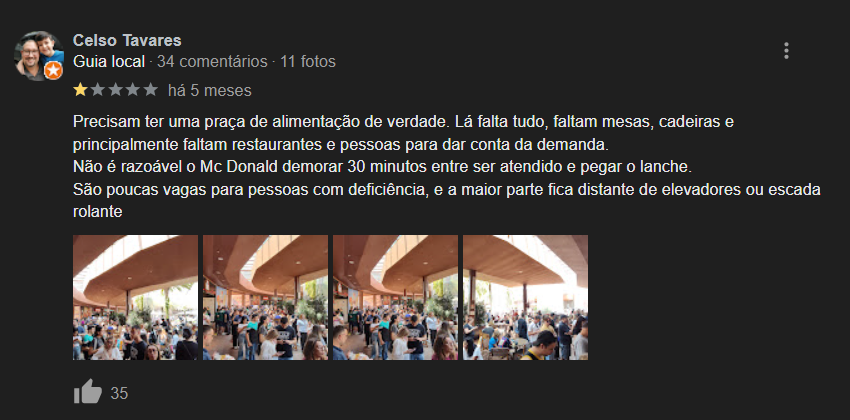 Celso Tavares
Guia local · 34 comentários · 11 fotos
há 5 meses
Precisam ter uma praça de alimentação de verdade. Lá falta tudo, faltam mesas, cadeiras e
principalmente faltam restaurantes e pessoas para dar conta da demanda.
Não é razoável o Mc Donald demorar 30 minutos entre ser atendido e pegar o lanche.
São poucas vagas para pessoas com deficiência, e a maior parte fica distante de elevadores ou escada
rolante
35